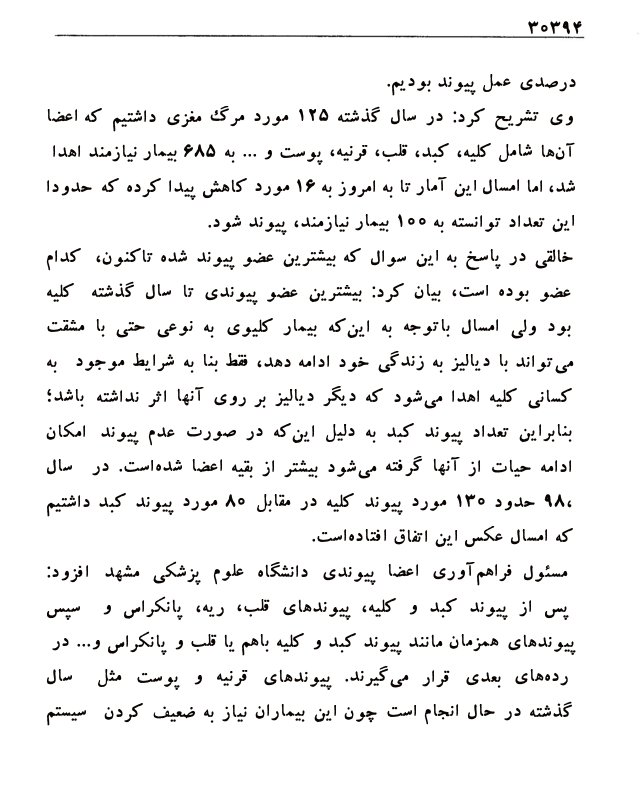 ۳۰۳۹۴
درصدی عمل پیوند بودیم.
وی تشریح کرد: در سال گذشته ۱۲۵ مورد مرگ مغزی داشتیم که اعضا
آن‌ها شامل کلیه، کبد، قلب، قرنیه، پوست و ... به ۶۸۵ بیمار نیازمند اهدا
شد، اما امسال این آمار تا به امروز به ۱۶ مورد کاهش پیدا کرده که حدودا
این تعداد توانسته به ۱۰۰ بیمار نیازمند، پیوند شود.
خالقی در پاسخ به این سوال که بیشترین عضو پیوند شده تاکنون، کدام
عضو بوده است، بیان کرد: بیشترین عضو پیوندی تا سال گذشته کلیه
بود ولی امسال باتوجه به این‌که بیمار کلیوی به نوعی حتی با مشقت
می‌تواند با دیالیز به زندگی خود ادامه دهد، فقط بنا به شرایط موجود به
کسانی کلیه اهدا می‌شود که دیگر دیالیز بر روی آنها اثر نداشته باشد؛
بنابراین تعداد پیوند کبد به دلیل این‌که در صورت عدم پیوند امکان
ادامه حیات از آنها گرفته می‌شود بیشتر از بقیه اعضا شده‌است. در سال
۹۸، حدود ۱۳۰ مورد پیوند کلیه در مقابل ۸۰ مورد پیوند کبد داشتیم
که امسال عکس این اتفاق افتاده‌است.
مسئول فراهم‌آوری اعضا پیوندی دانشگاه علوم پزشکی مشهد افزود:
پس از پیوند کبد و کلیه، پیوندهای قلب، ریه، پانکراس و سپس
پیوندهای همزمان مانند پیوند کبد و کلیه باهم یا قلب و پانکراس و... در
رده‌های بعدی قرار می‌گیرند. پیوندهای قرنیه و پوست مثل سال
گذشته در حال انجام است چون این بیماران نیاز به ضعیف کردن سیستم